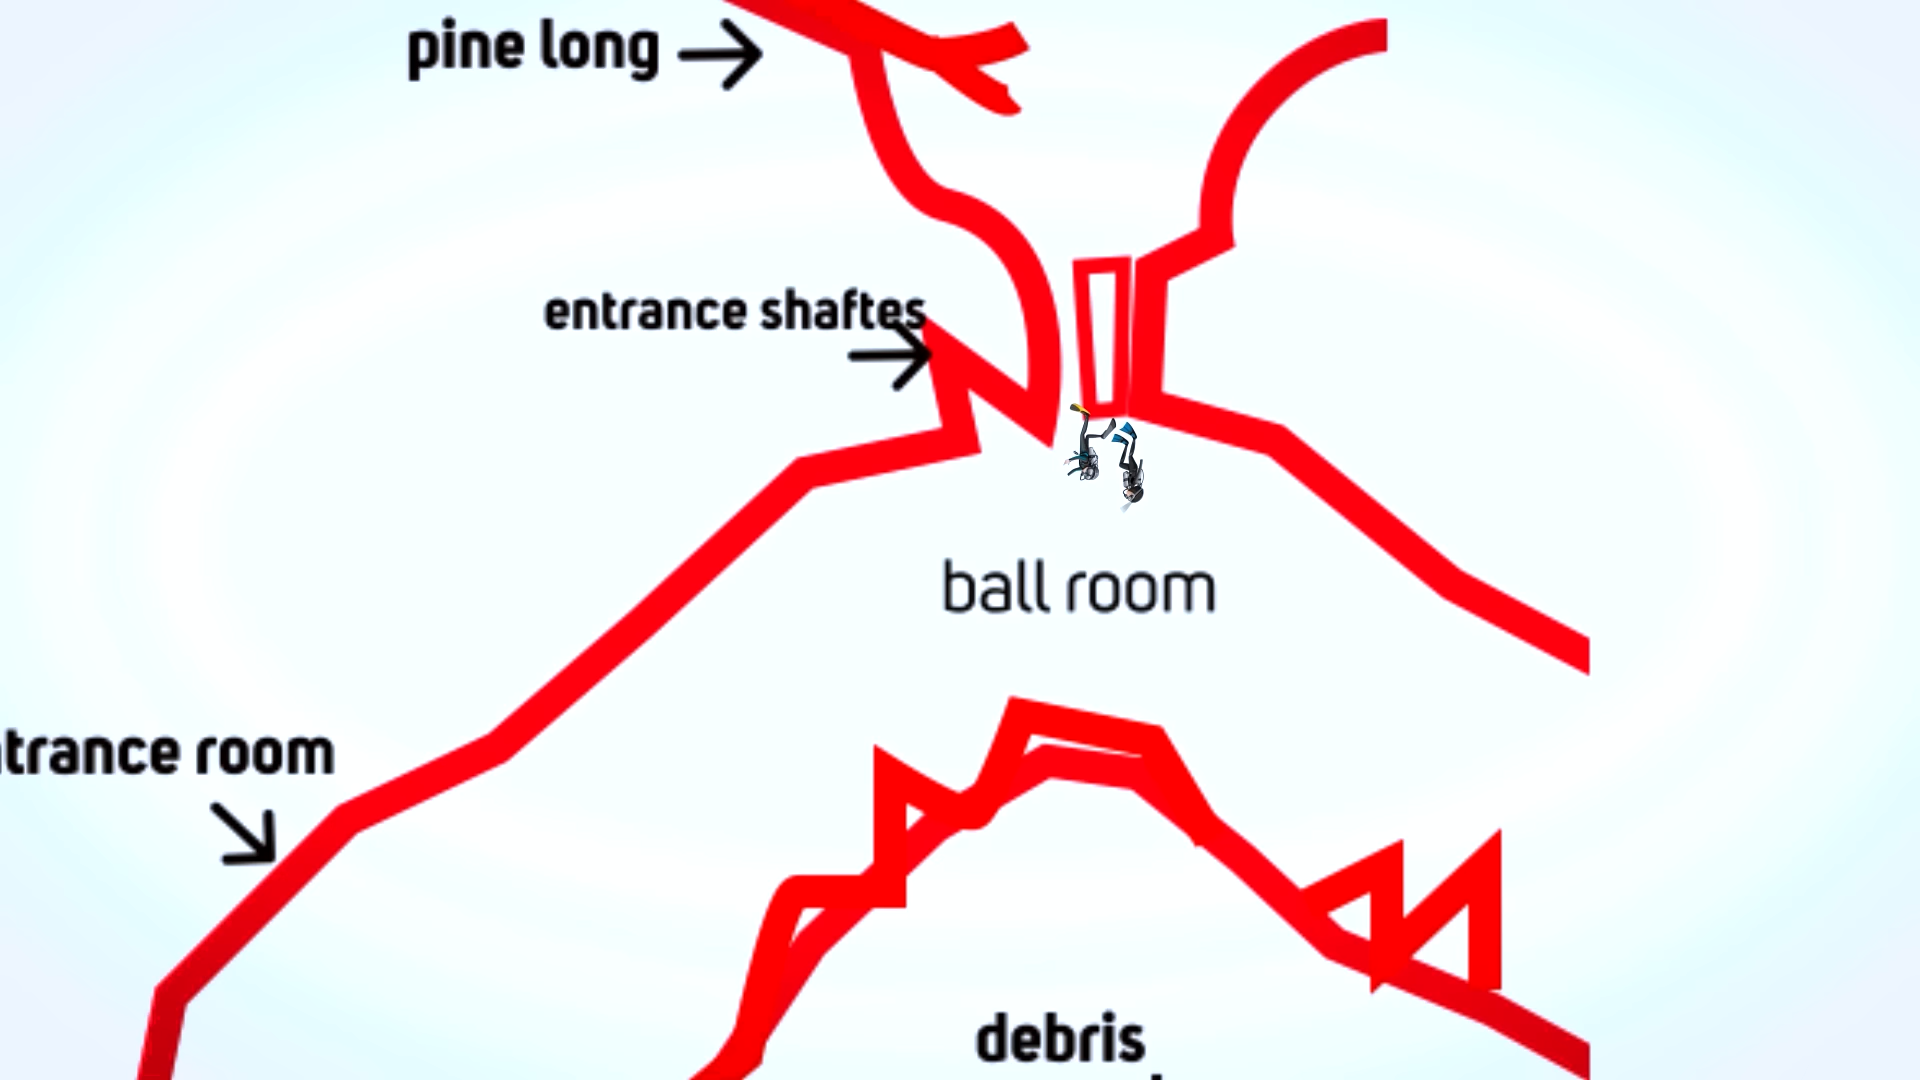 pine long
entrance shaftes
ball room
trance room
debris